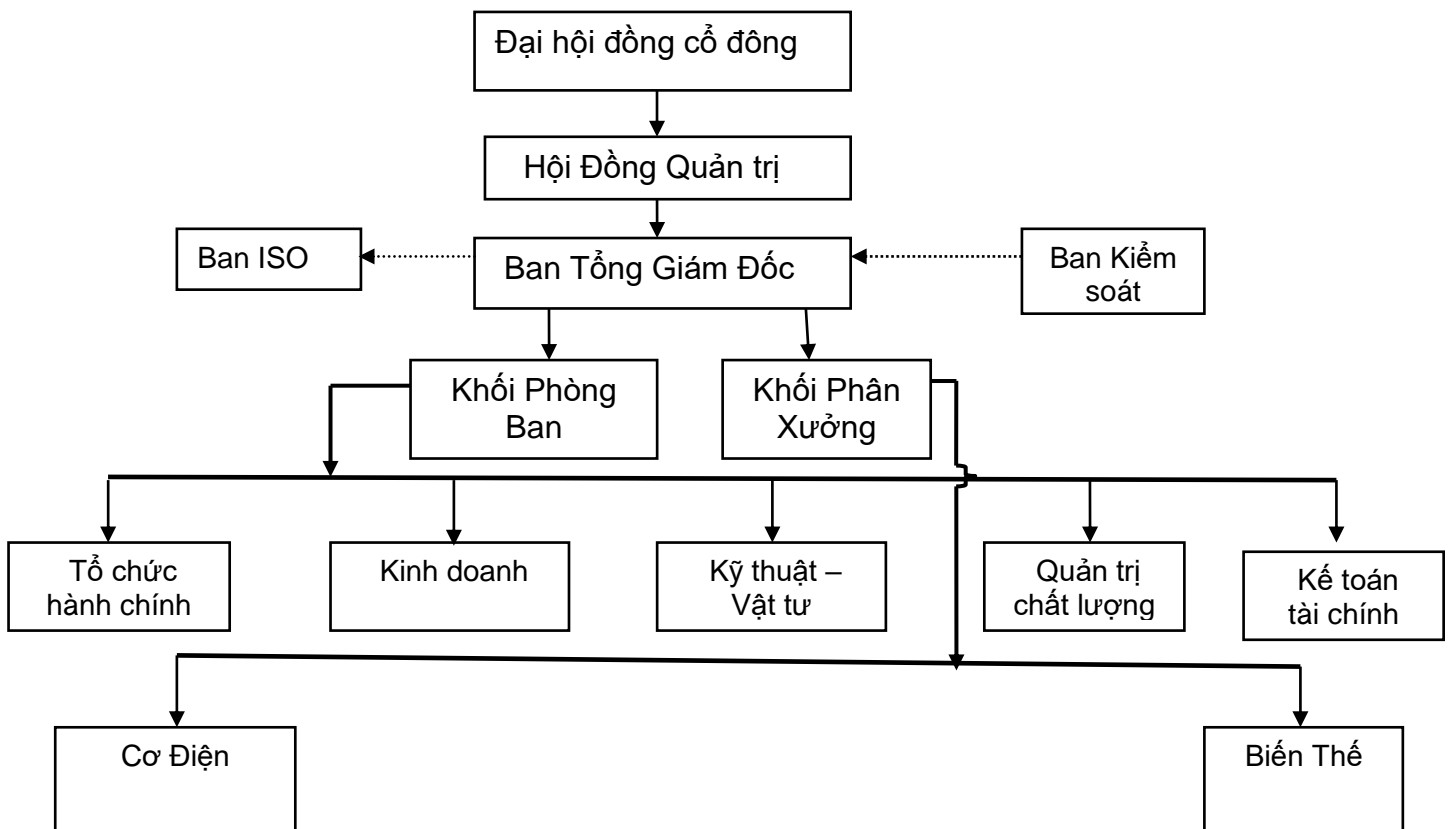 Đại hội đồng cổ đông
Hội Đồng Quản trị
Ban ISO
Ban Tổng Giám Đốc
Ban Kiểm
soát
Khối Phòng
Ban
Khối Phân
Xưởng
Tổ chức
hành chính
Kinh doanh
Kỹ thuật –
Vật tư
Quản trị
chất lượng
Kế toán
tài chính
Cơ Điện
Biến Thế